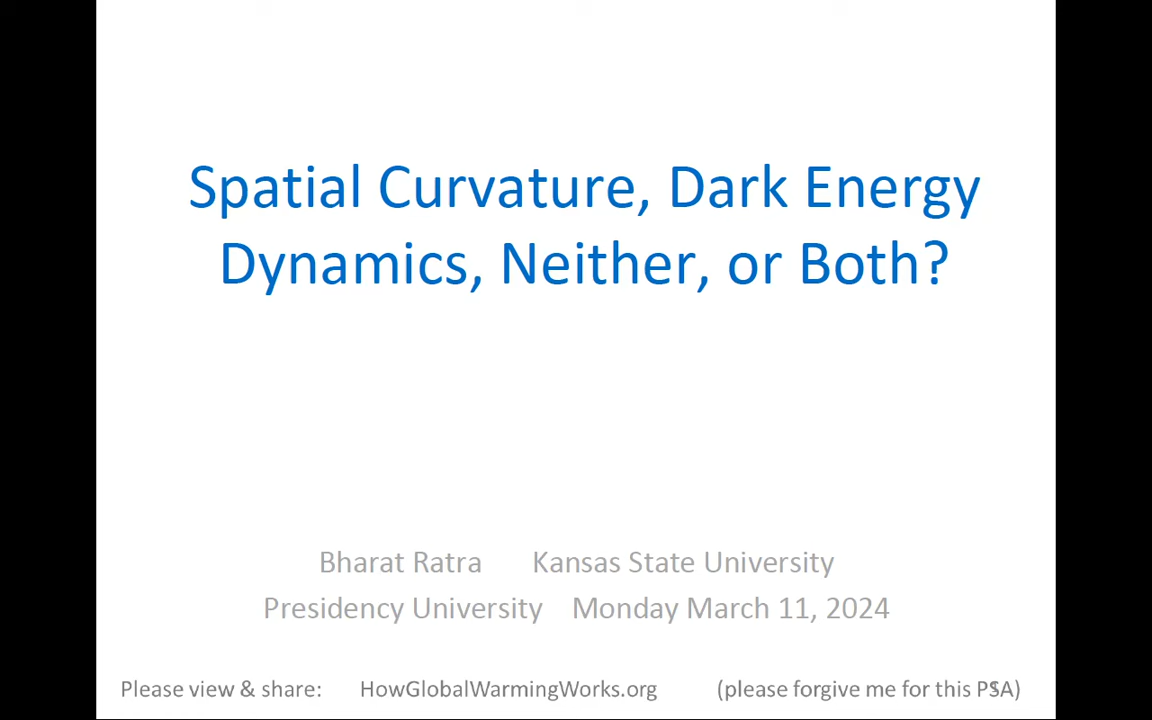 Spatial Curvature, Dark Energy
Dynamics, Neither, or Both?
Bharat Ratra Kansas State University
Presidency University Monday March 11, 2024
Please view & share: HowGlobalWarmingWorks.org (please forgive me for this PSA)